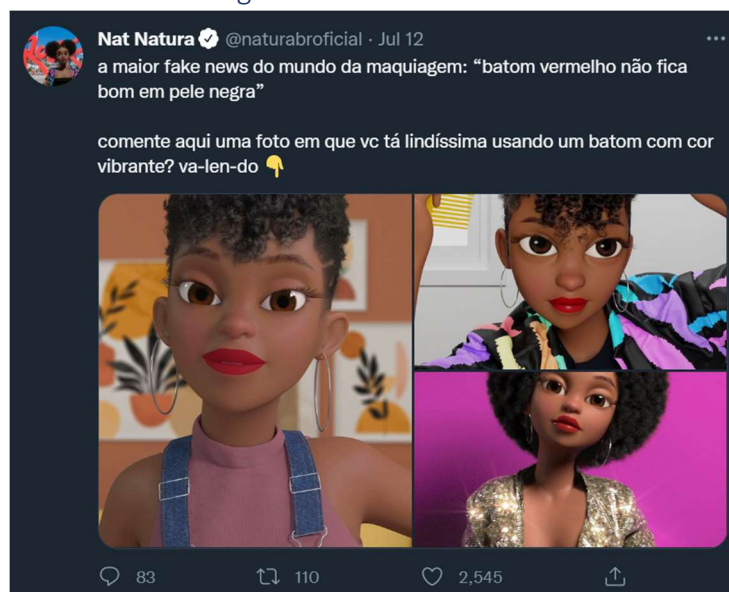 Nat Natura @naturabroficial · Jul 12
a maior fake news do mundo da maquiagem: “batom vermelho não fica
bom em pele negra”
comente aqui uma foto em que vc tá lindíssima usando um batom com cor
vibrante? va-len-do 👇
83 110 2,545